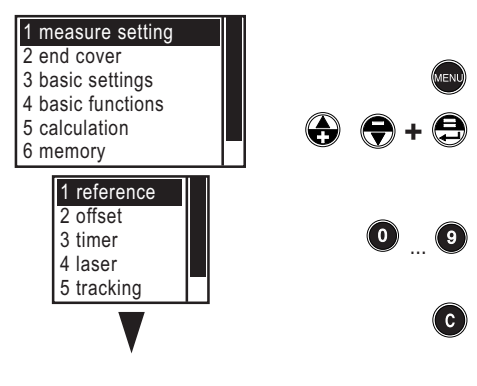 1 measure setting
2 end cover
3 basic settings
4 basic functions
5 calculation
6 memory
MENU
+
1 reference
2 offset
3 timer
4 laser
5 tracking
0 ... 9
C